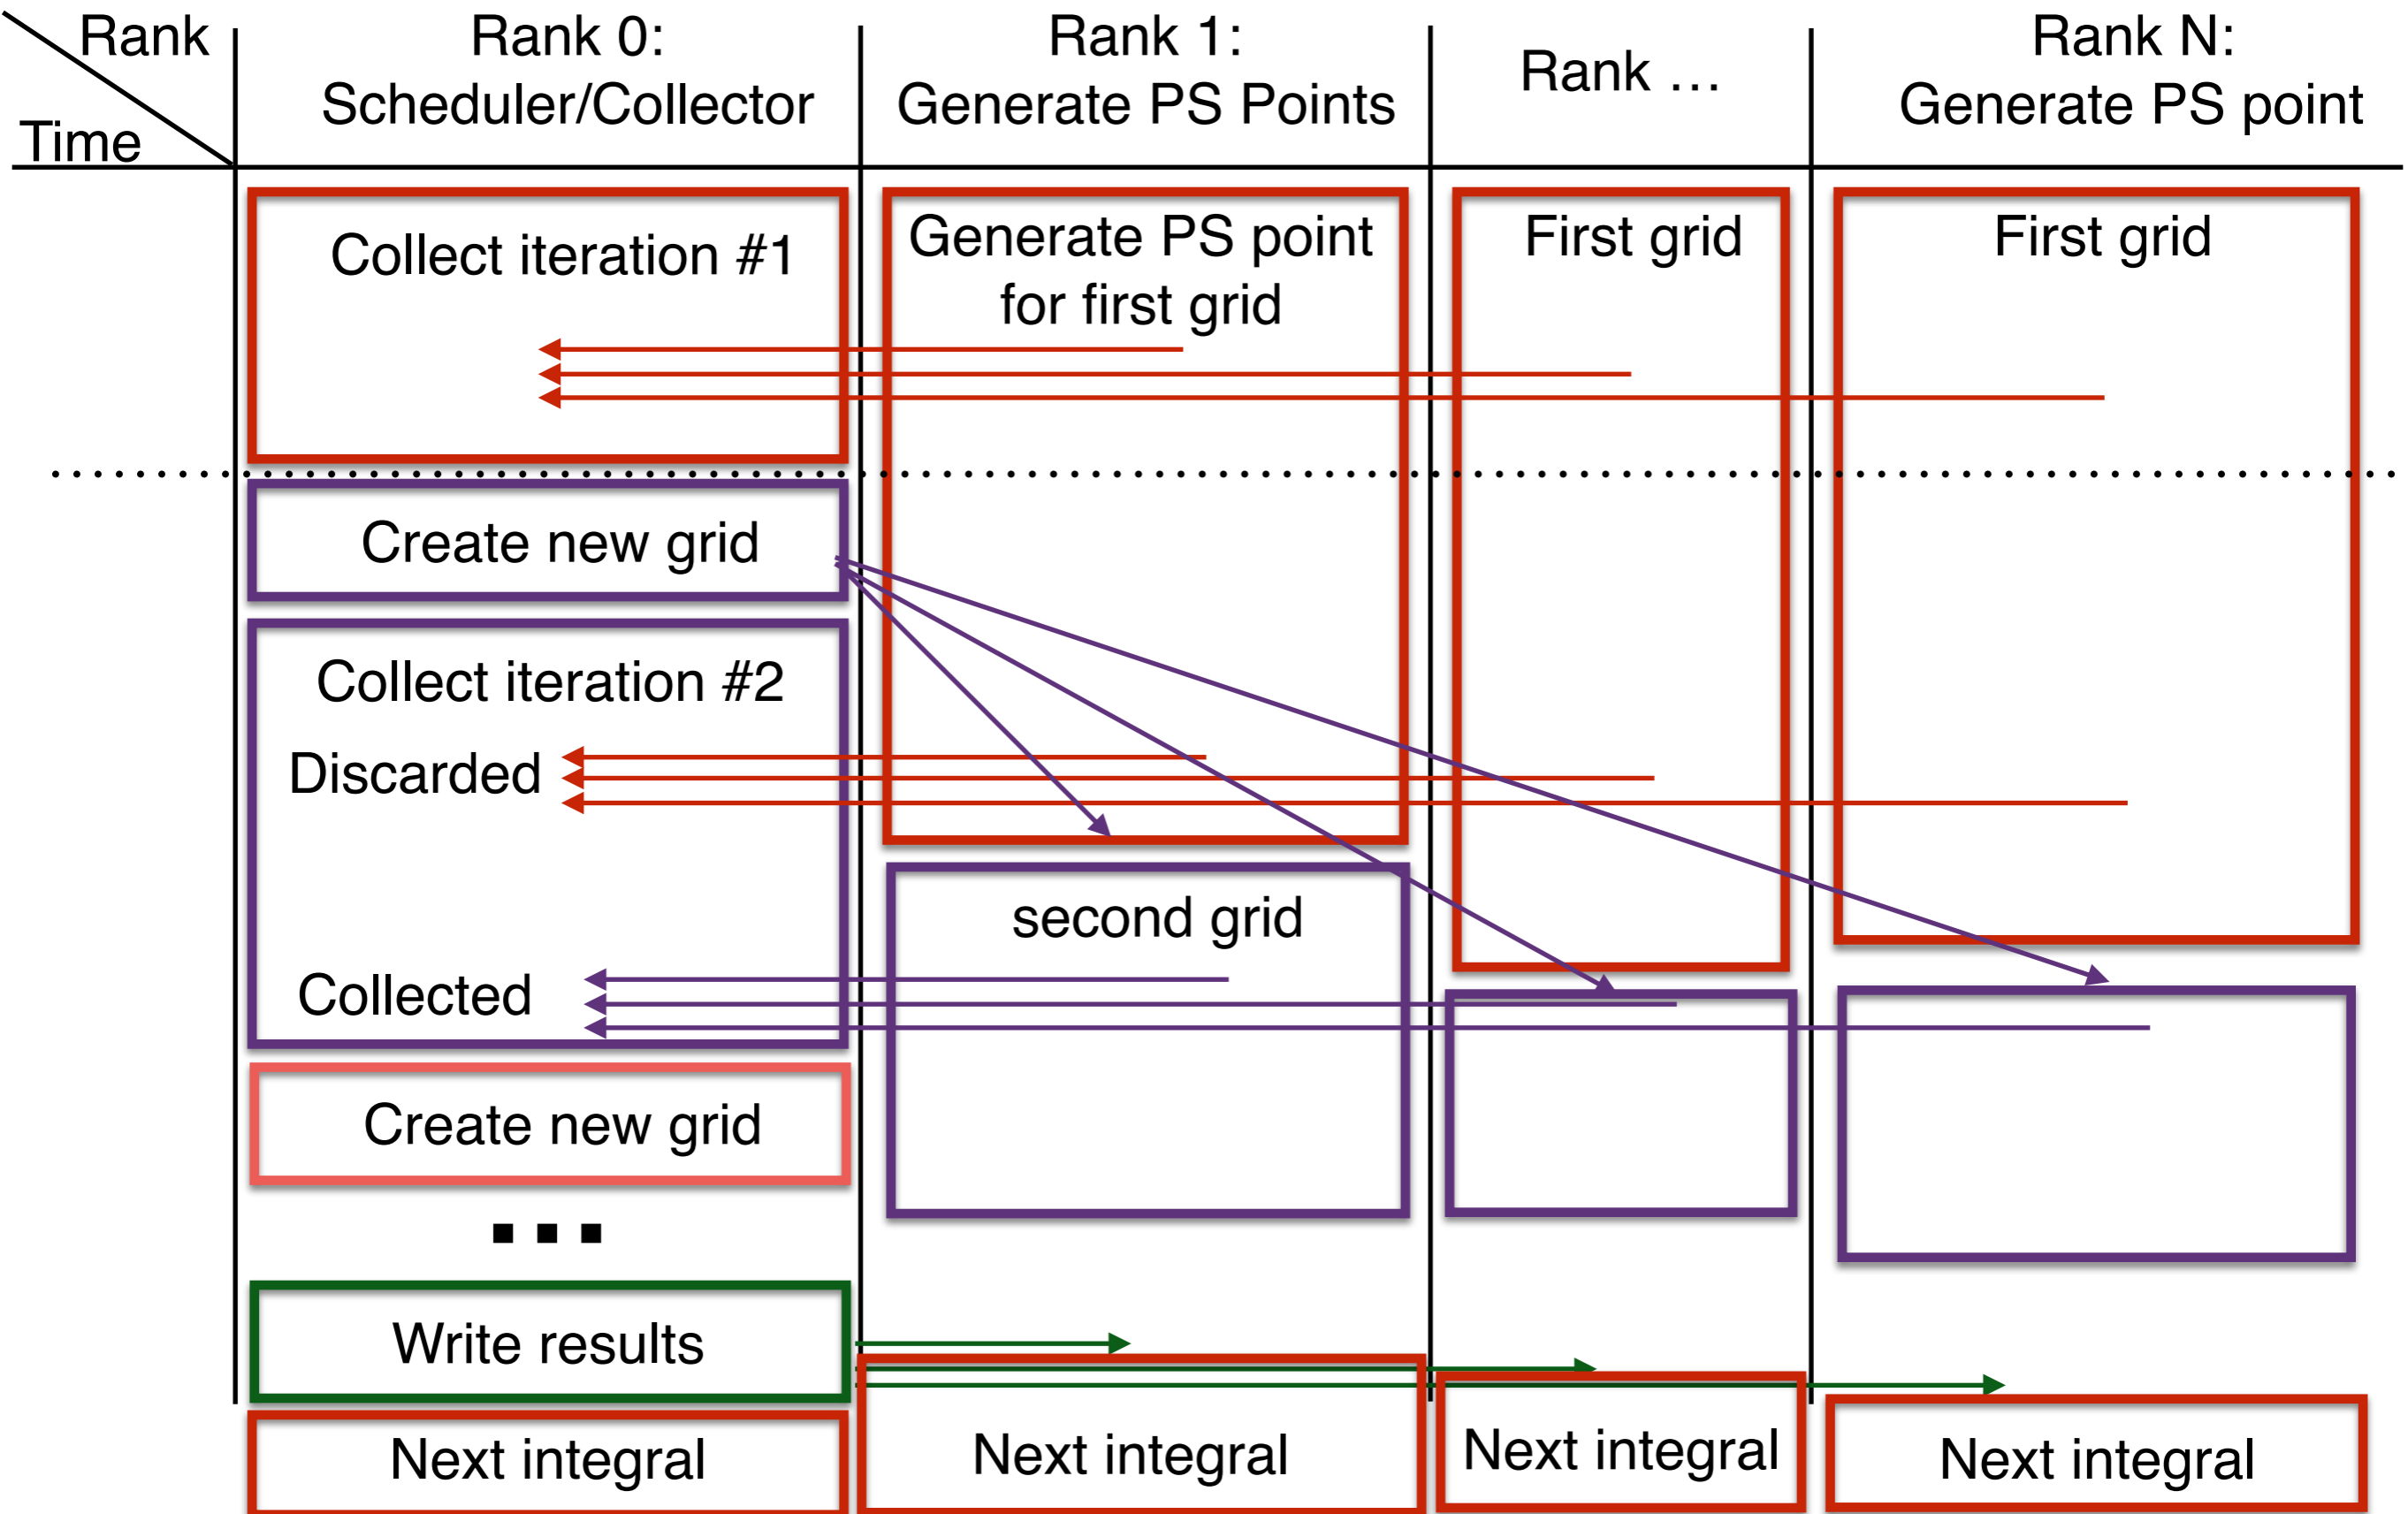 Rank
Time
Rank 0:
Scheduler/Collector
Rank 1:
Generate PS Points
Rank ...
Rank N:
Generate PS point
Collect iteration #1
Generate PS point
for first grid
First grid
First grid
Create new grid
Collect iteration #2
Discarded
second grid
Collected
Create new grid
...
Write results
Next integral
Next integral
Next integral
Next integral